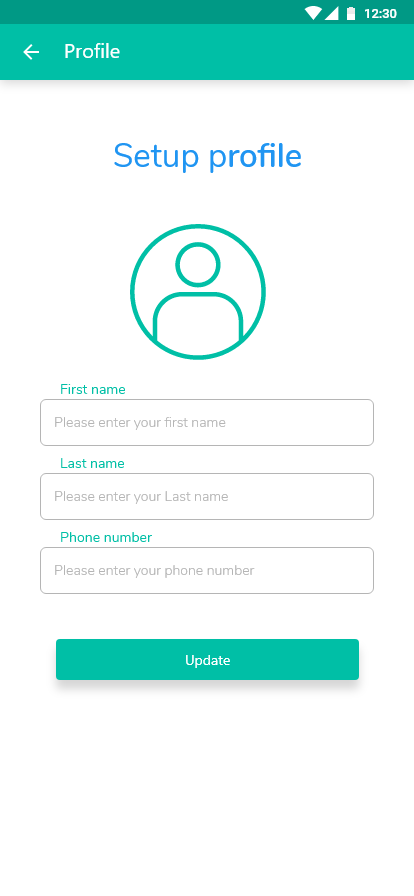 12:30
Profile
Setup profile
First name
Please enter your first name
Last name
Please enter your Last name
Phone number
Please enter your phone number
Update